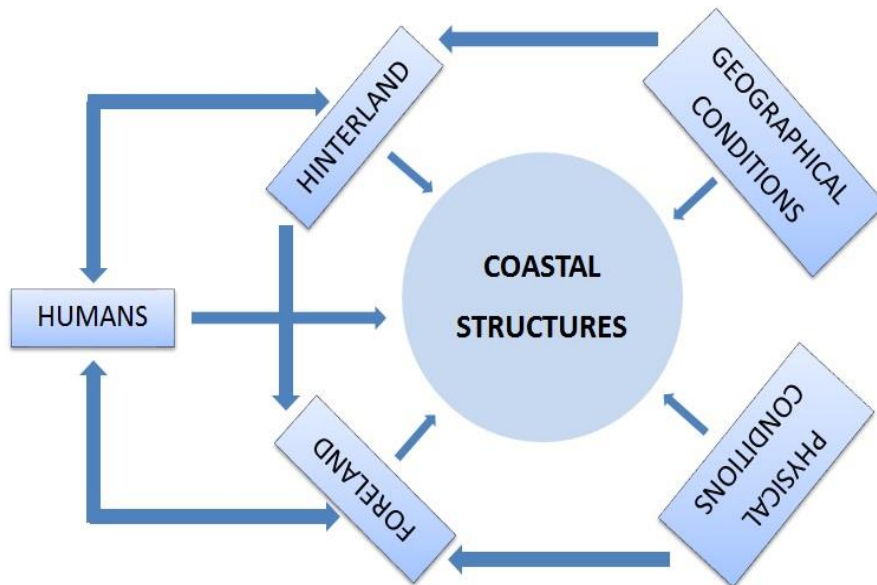 HINTERLAND
GEOGRAPHICAL
CONDITIONS
COASTAL
STRUCTURES
HUMANS
FORELAND
PHYSICAL
CONDITIONS